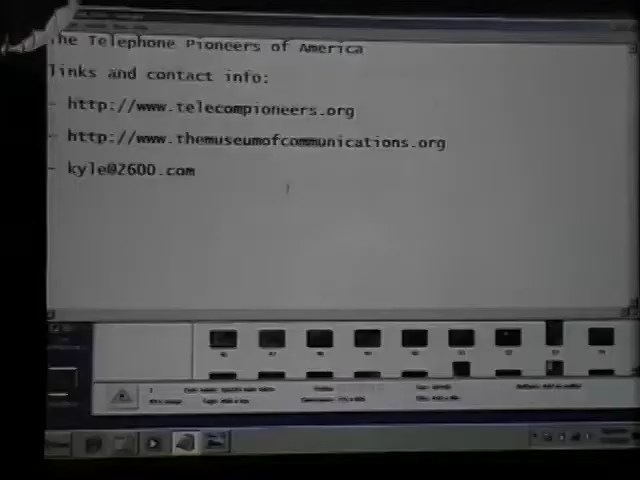 The Telephone Pioneers of America
links and contact info:
- http://www.telecompioneers.org
- http://www.themuseumofcommunications.org
- kyle@2600.com